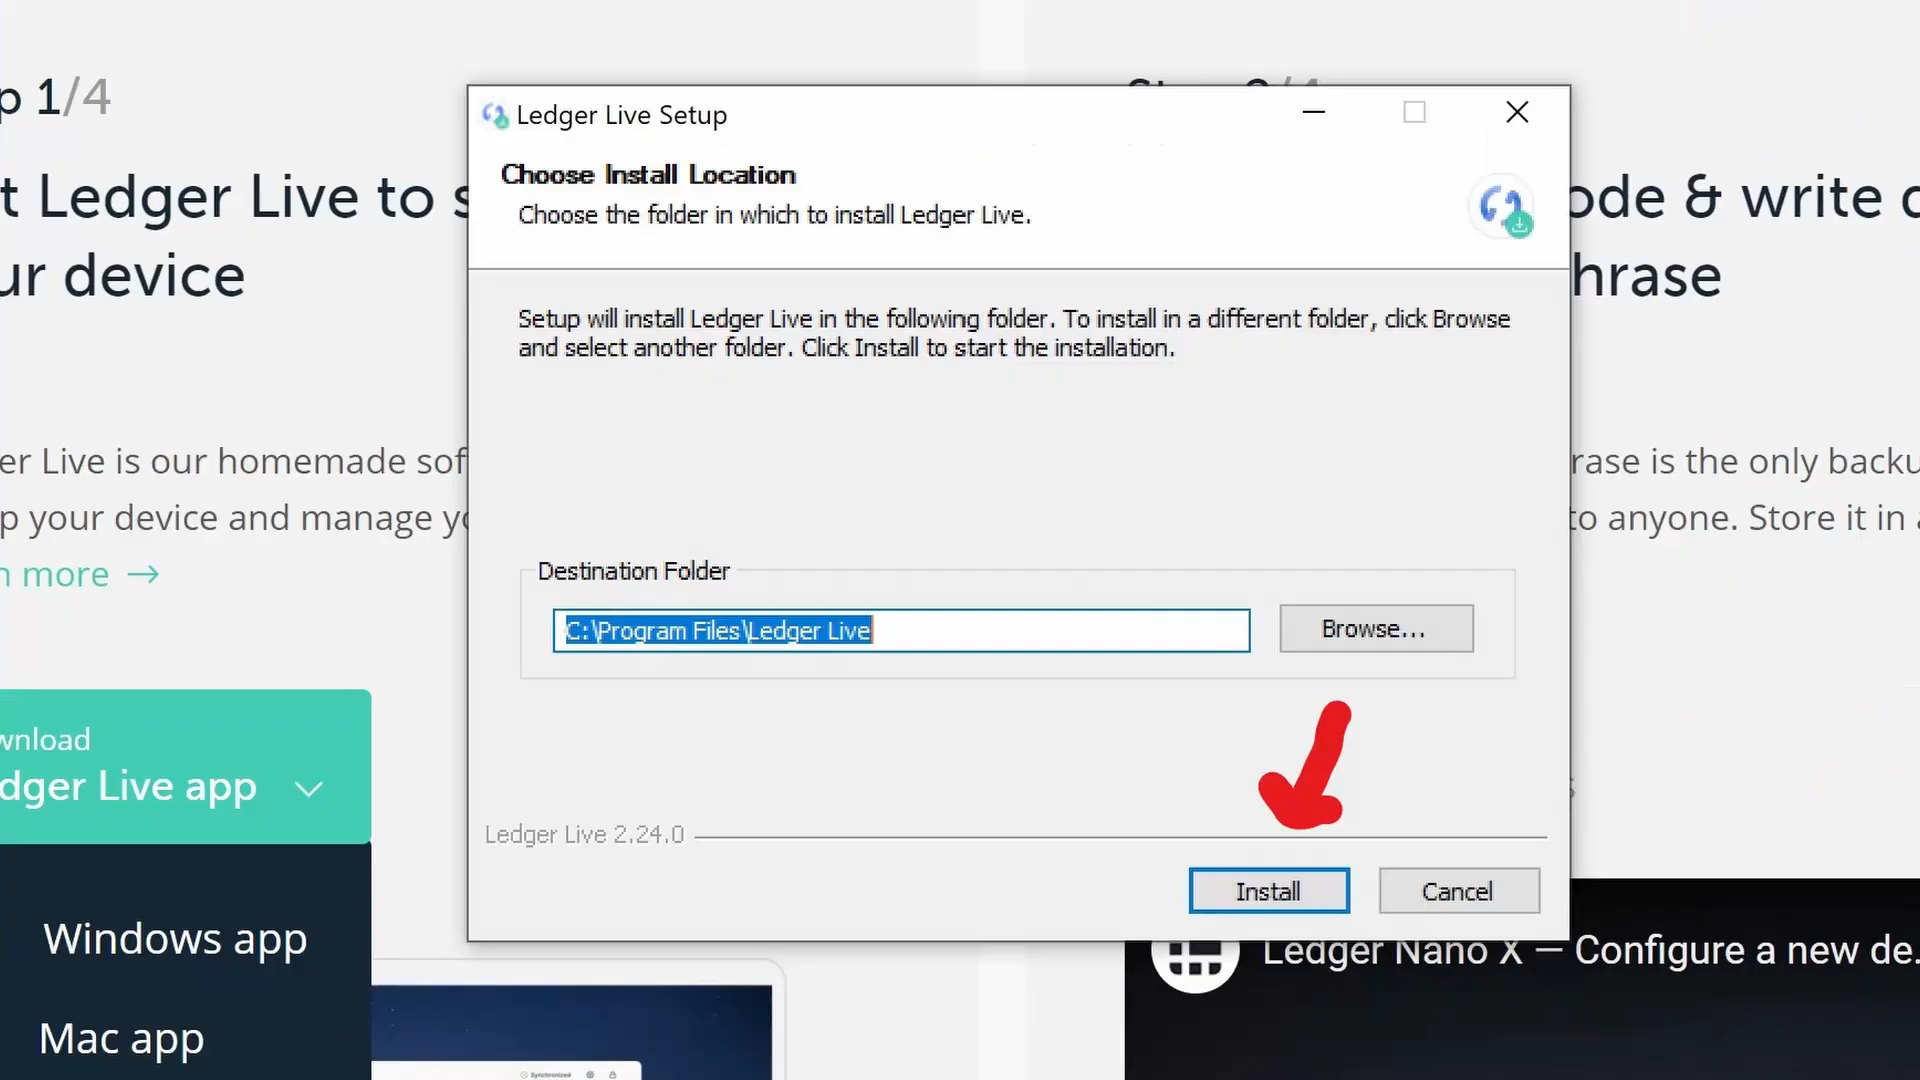 p 1/4
t Ledger Live to s
ur device
er Live is our homemade sof
p your device and manage yo
n more →
wnload
dger Live app
Windows app
Mac app
Synchronized
Ledger Live Setup
Choose Install Location
Choose the folder in which to install Ledger Live.
Setup will install Ledger Live in the following folder. To install in a different folder, click Browse
and select another folder. Click Install to start the installation.
Destination Folder
C:\Program Files\Ledger Live
Browse...
Ledger Live 2.24.0
Install
Cancel
ode & write d
hrase
rase is the only backu
to anyone. Store it in a
s
Ledger Nano X – Configure a new de...